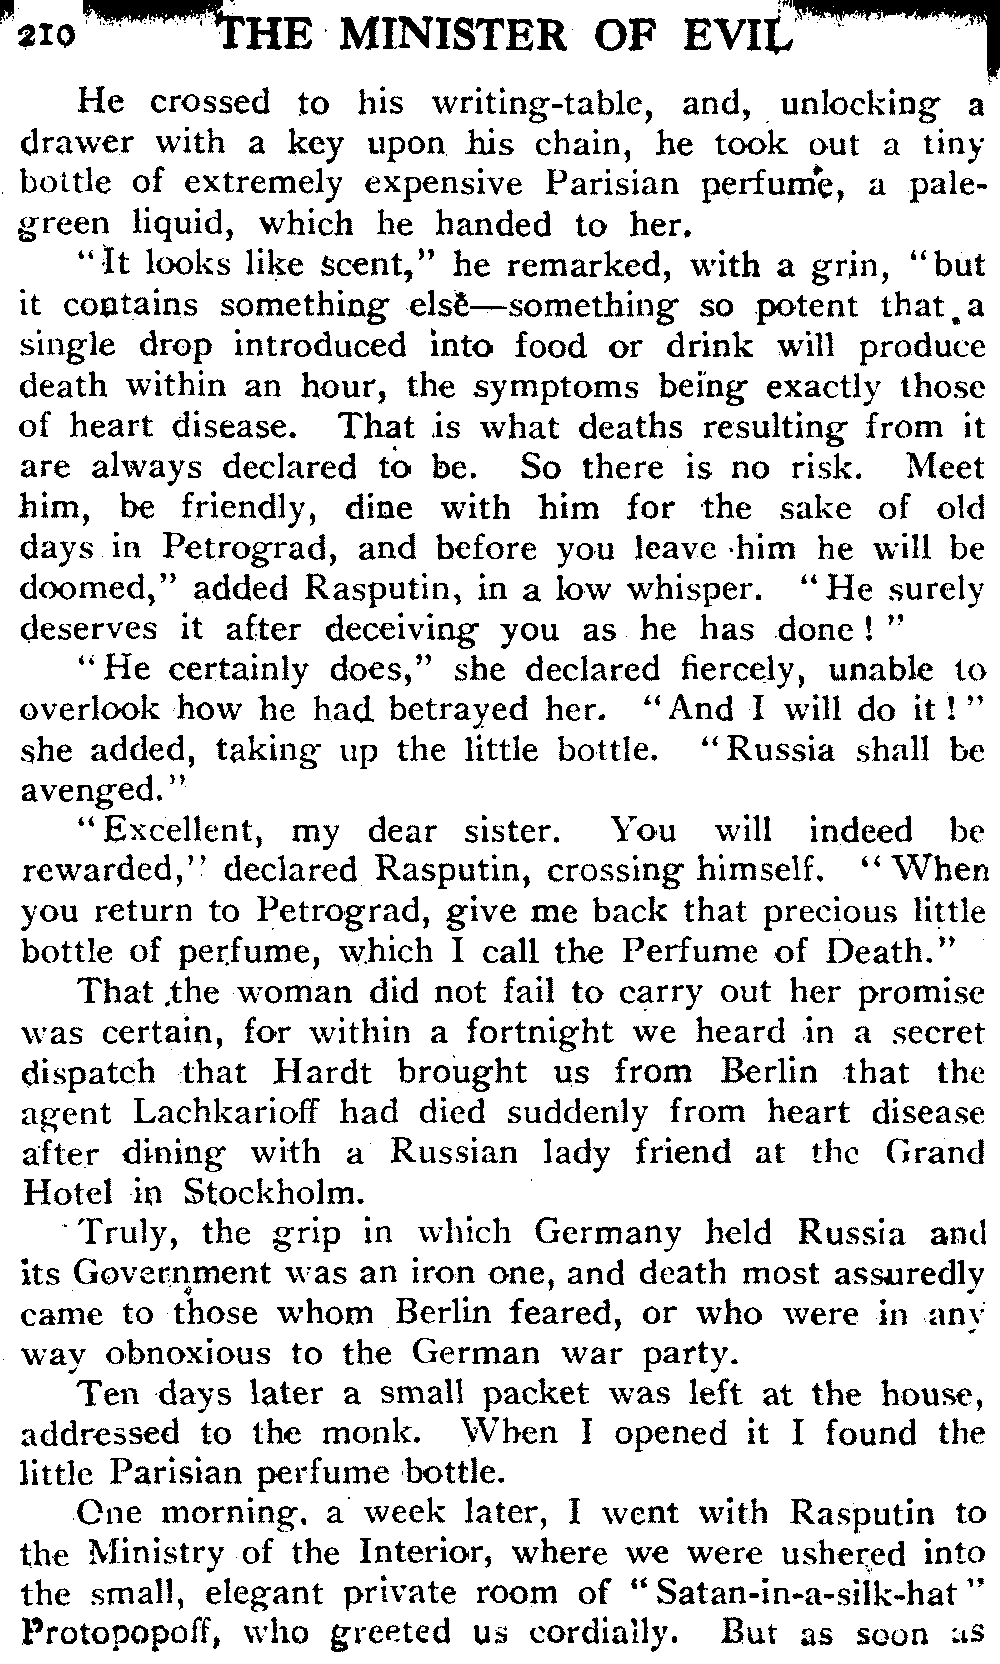 210 THE MINISTER OF EVIL
He crossed to his writing-table, and, unlocking a
drawer with a key upon his chain, he took out a tiny
bottle of extremely expensive Parisian perfume, a pale-
green liquid, which he handed to her.
"It looks like scent," he remarked, with a grin, "but
it contains something else—something so potent that a
single drop introduced into food or drink will produce
death within an hour, the symptoms being exactly those
of heart disease. That is what deaths resulting from it
are always declared to be. So there is no risk. Meet
him, be friendly, dine with him for the sake of old
days in Petrograd, and before you leave him he will be
doomed," added Rasputin, in a low whisper. "He surely
deserves it after deceiving you as he has done!"
"He certainly does," she declared fiercely, unable to
overlook how he had betrayed her. "And I will do it!"
she added, taking up the little bottle. "Russia shall be
avenged."
"Excellent, my dear sister. You will indeed be
rewarded," declared Rasputin, crossing himself. "When
you return to Petrograd, give me back that precious little
bottle of perfume, which I call the Perfume of Death."
That the woman did not fail to carry out her promise
was certain, for within a fortnight we heard in a secret
dispatch that Hardt brought us from Berlin that the
agent Lachkarioff had died suddenly from heart disease
after dining with a Russian lady friend at the Grand
Hotel in Stockholm.
Truly, the grip in which Germany held Russia and
its Government was an iron one, and death most assuredly
came to those whom Berlin feared, or who were in any
way obnoxious to the German war party.
Ten days later a small packet was left at the house,
addressed to the monk. When I opened it I found the
little Parisian perfume bottle.
One morning, a week later, I went with Rasputin to
the Ministry of the Interior, where we were ushered into
the small, elegant private room of "Satan-in-a-silk-hat"
Protopopoff, who greeted us cordially. But as soon as